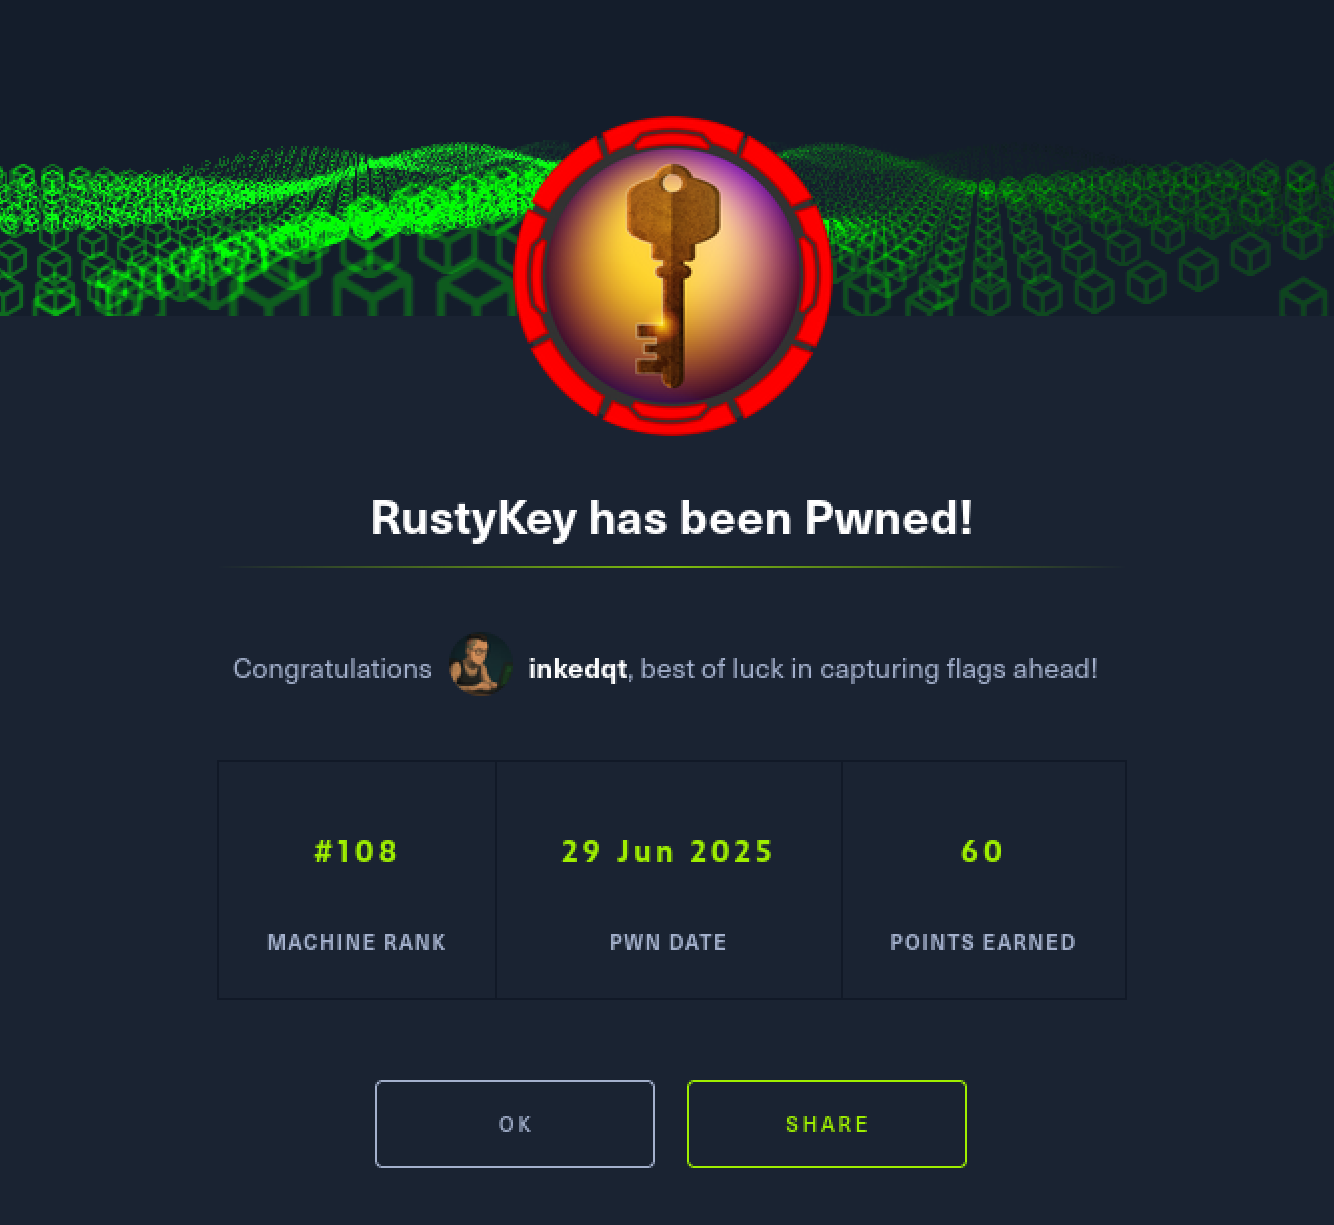 RustyKey has been Pwned!
Congratulations inkedqt, best of luck in capturing flags ahead!
#108 29 Jun 2025 60
MACHINE RANK PWN DATE POINTS EARNED
OK SHARE